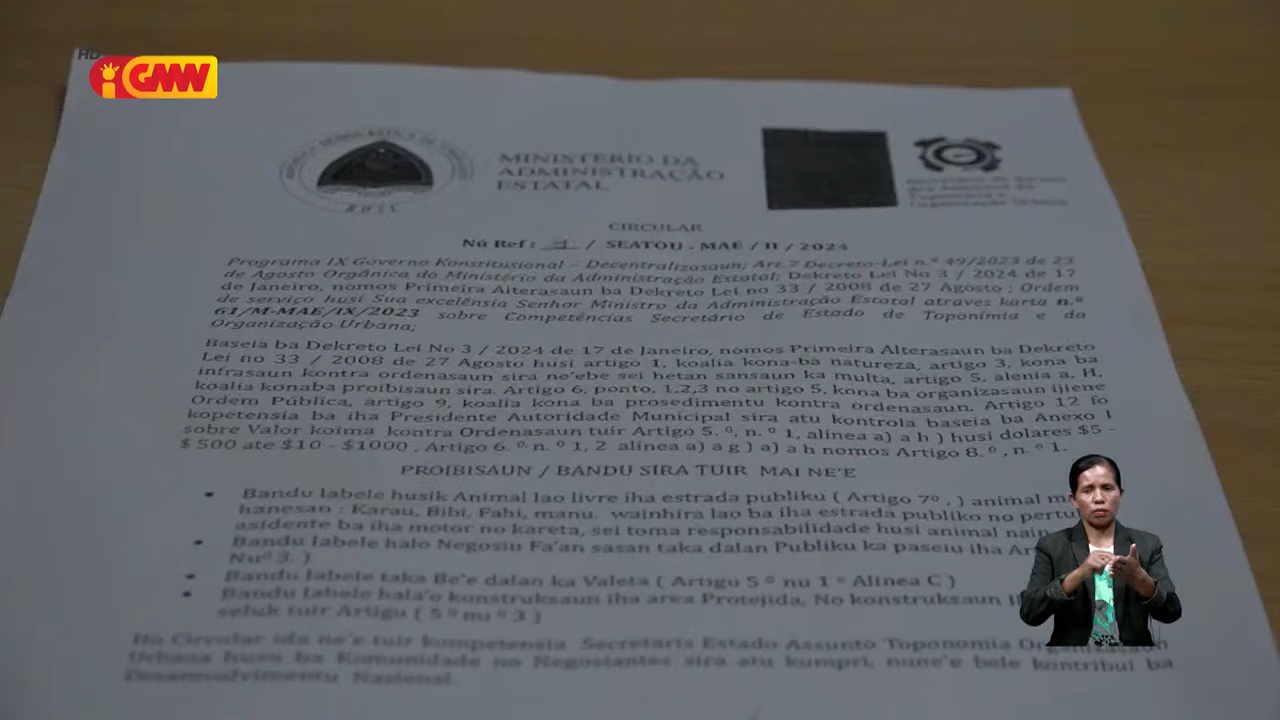 HD
GMN
MINISTÉRIO DA
ADMINISTRAÇÃO
ESTATAL
RDTL
CIRCULAR
Nú Ref : / SEATOU . MAE / II / 2024
Programa IX Governo Konstitusional – Decentralizasaun; Art.7 Decreto-Lei n.º 49/2023 de 23
de Agosto Orgânica do Ministério da Administração Estatal; Dekreto Lei No 3 / 2024 de 17
de Janeiro, nomos Primeira Alterasaun ba Dekreto Lei no 33 / 2008 de 27 Agosto ; Ordem
de serviço husi Sua excelénsia Senhor Ministro da Administração Estatal atraves karta n.º
61/M-MAE/IX/2023 sobre Competências Secretário de Estado de Toponímia e da
Organização Urbana;
Baseia ba Dekreto Lei No 3 / 2024 de 17 de Janeiro, nomos Primeira Alterasaun ba Dekreto
Lei no 33 / 2008 de 27 Agosto husi artigo 1, koalia kona-ba natureza, artigo 3, kona ba
infrasaun kontra ordenasaun sira ne'ebe sei hetan sansaun ka multa, artigo 5, alenia a, H,
koalia konaba proibisaun sira. Artigo 6, ponto, 1,2,3 no artigo 5, kona ba organizasaun ijiene
Ordem Pública, artigo 9, koalia kona ba prosedimentu kontra ordenasaun. Artigo 12 fo
kopetensia ba iha Presidente Autoridade Municipal sira atu kontrola baseia ba Anexo I
sobre Valor koima kontra Ordenasaun tuir Artigo 5. º, n. º 1, alínea a) a h ) husi dolares $5 -
$ 500 ate $10 - $1000 , Artigo 6. º n. º 1, 2 alínea a) a g ) a) a h nomos Artigo 8. º , n. º 1.
PROIBISAUN / BANDU SIRA TUIR MAI NE'E
• Bandu labele husik Animal lao livre iha estrada publiku ( Artigo 7º , ) animal
hanesan : Karau, Bibi, Fahi, manu. wainhira lao ba iha estrada publiko no
asidente ba iha motor no kareta, sei toma responsabilidade husi animal
• Bandu labele halo Negosiu Fa'an sasan taka dalan Publiku ka paseiu iha
Nuº 3. )
• Bandu labele taka Be'e dalan ka Valeta ( Artigu 5 º nu 1 º Alinea C )
• Bandu Labele hala'o konstruksaun iha area Protejida, No konstruksaun
seluk tuir Artigu ( 5 º nu º 3 )
Ho Circular ida ne'e tuir kompetensia Secretaris Estado Assunto Toponomia
Urbana husu ba Komunidade no Negosiantes sira atu kumpri, nune'e bele kontribui ba
Desenvolvimentu Nasional.